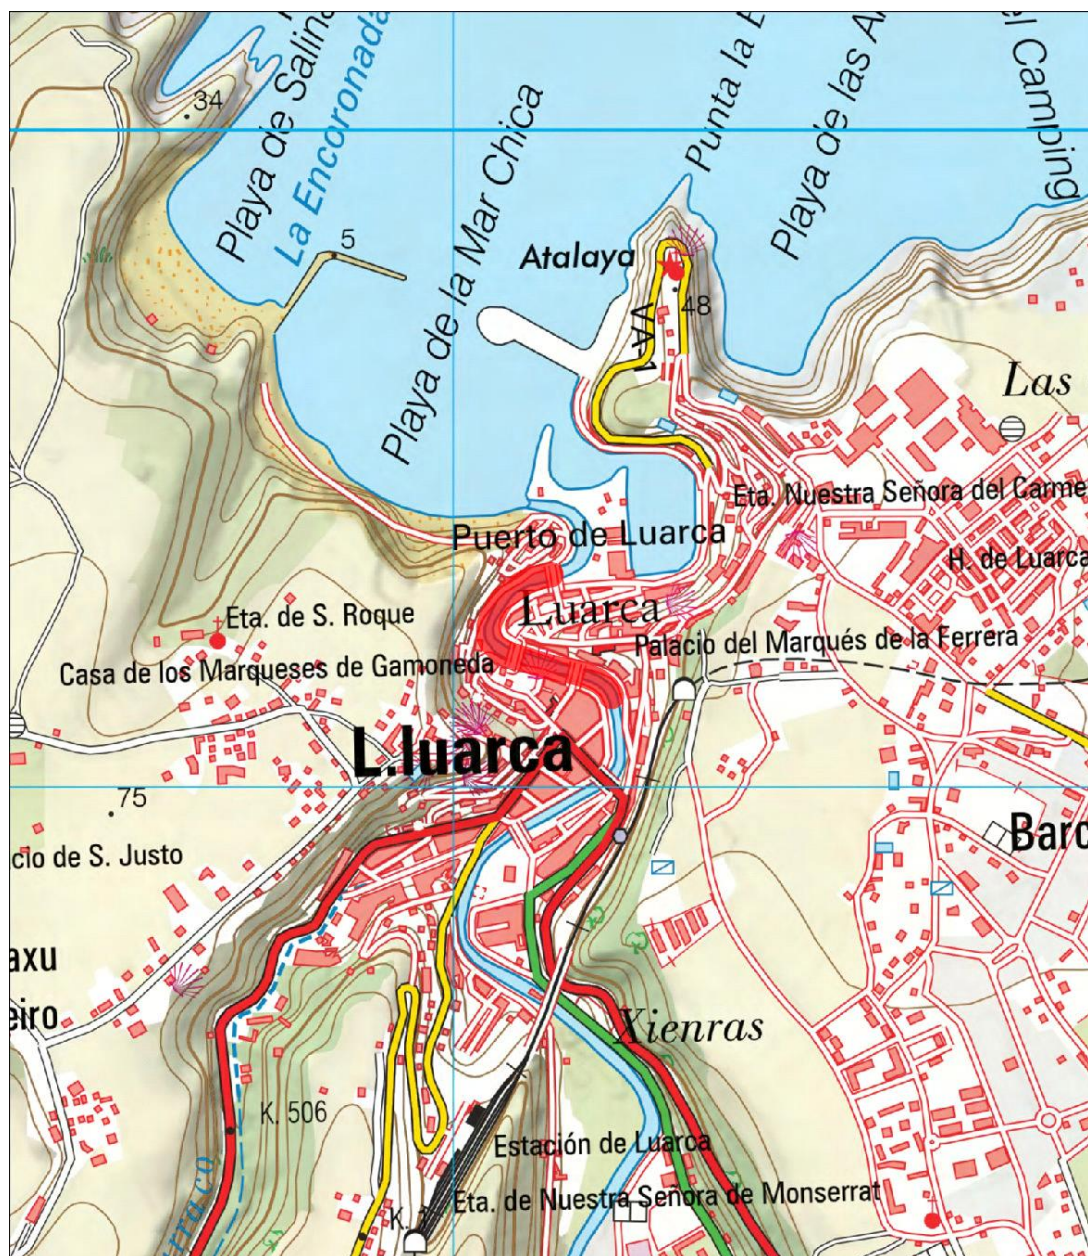 Playa de Salina
La Encoronada
Playa de la Mar Chica
Punta la
Playa de las
el Camping
34
5
Atalaya
48
VA-1
Las
Eta. Nuestra Señora del Carme
Puerto de Luarca
H. de Luarca
Luarca
Eta. de S. Roque
Palacio del Marqués de la Ferrera
Casa de los Marqueses de Gamoneda
L.luarca
75
Barc
cio de S. Justo
axu
eiro
Xienras
K. 506
Estación de Luarca
Eta. de Nuestra Señora de Monserrat
K.